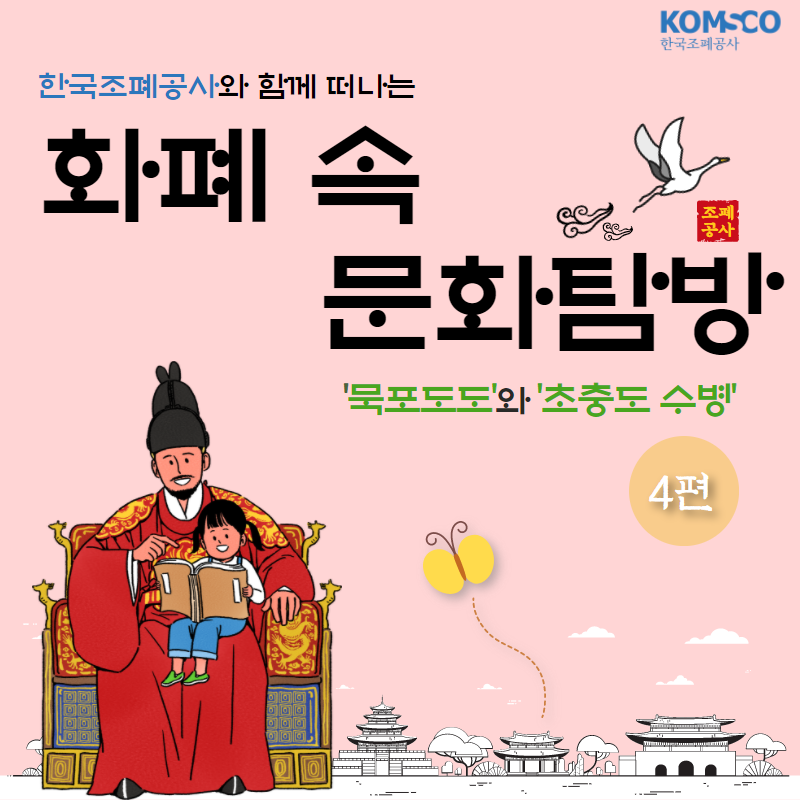 KOMSCO
한국조폐공사
한국조폐공사와 함께 떠나는
화폐 속
조폐
공사
문화탐방
'묵포도도'와 '초충도 수병'
4편